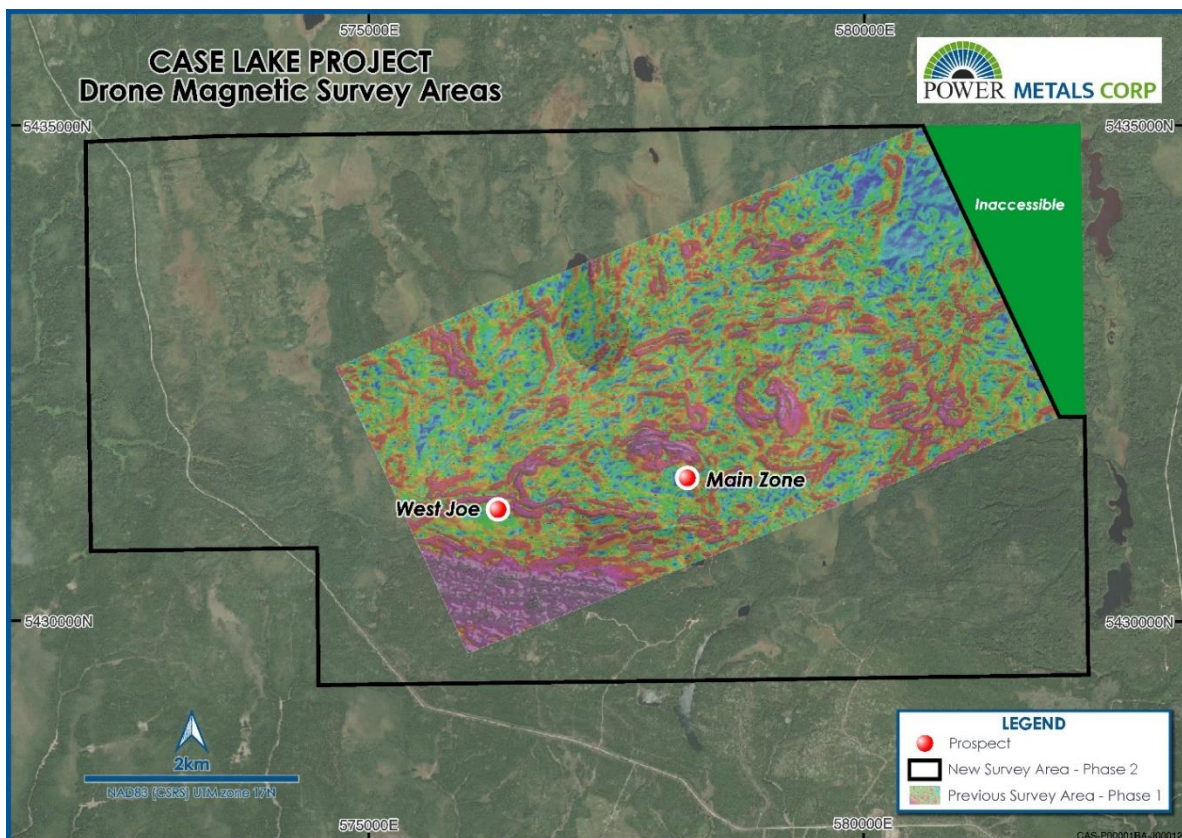 575000E
580000E
CASE LAKE PROJECT
Drone Magnetic Survey Areas
POWER METALS CORP
5435000N
5435000N
Inaccessible
Main Zone
West Joe
5430000N
5430000N
2km
NAD83 (CSRS) UTM zone 17N
LEGEND
Prospect
New Survey Area - Phase 2
Previous Survey Area - Phase 1
575000E
580000E